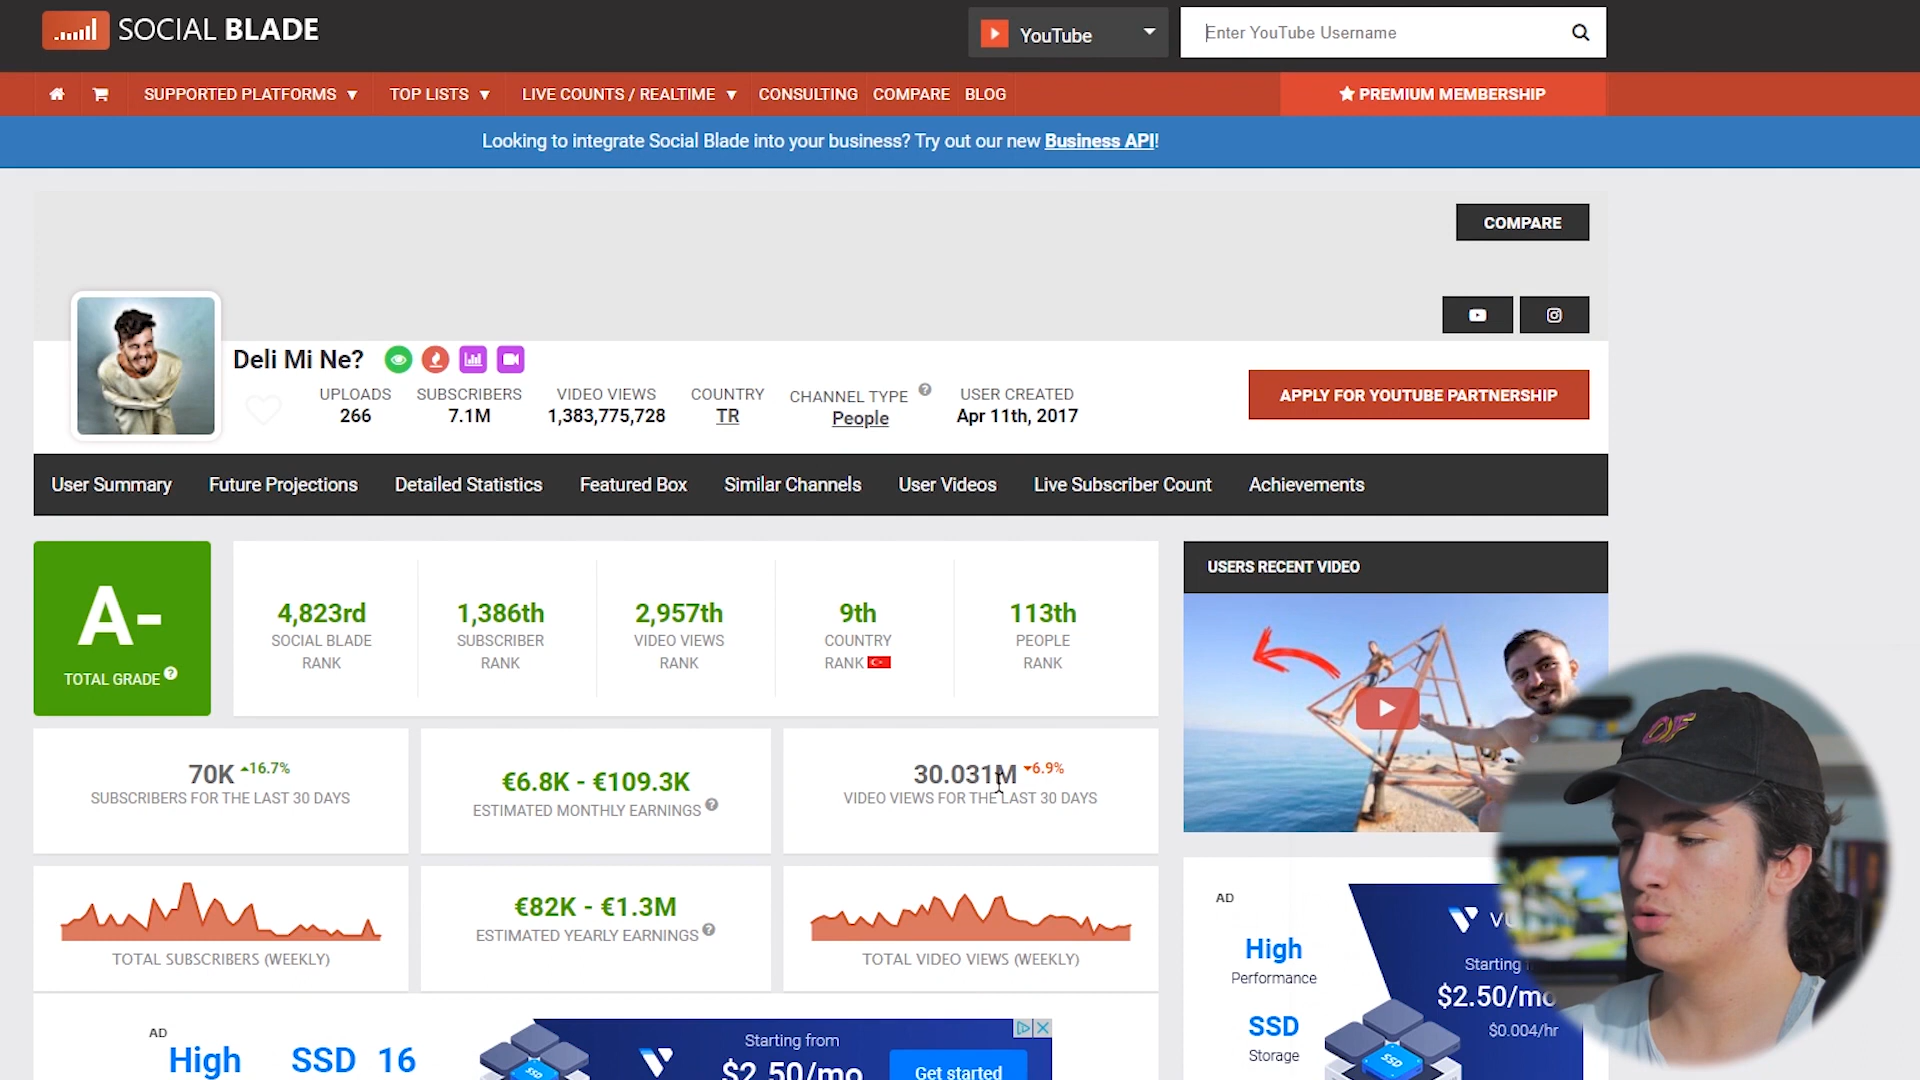 SOCIAL BLADE
YouTube
Enter YouTube Username
SUPPORTED PLATFORMS ▼
TOP LISTS ▼
LIVE COUNTS / REALTIME ▼
CONSULTING
COMPARE
BLOG
PREMIUM MEMBERSHIP
Looking to integrate Social Blade into your business? Try out our new Business API!
COMPARE
Deli Mi Ne?
UPLOADS
266
SUBSCRIBERS
7.1M
VIDEO VIEWS
1,383,775,728
COUNTRY
TR
CHANNEL TYPE ?
People
USER CREATED
Apr 11th, 2017
APPLY FOR YOUTUBE PARTNERSHIP
User Summary
Future Projections
Detailed Statistics
Featured Box
Similar Channels
User Videos
Live Subscriber Count
Achievements
A-
TOTAL GRADE ?
4,823rd
SOCIAL BLADE
RANK
1,386th
SUBSCRIBER
RANK
2,957th
VIDEO VIEWS
RANK
9th
COUNTRY
RANK
113th
PEOPLE
RANK
USERS RECENT VIDEO
70K 16.7%
SUBSCRIBERS FOR THE LAST 30 DAYS
€6.8K - €109.3K
ESTIMATED MONTHLY EARNINGS ?
30.031M 6.9%
VIDEO VIEWS FOR THE LAST 30 DAYS
TOTAL SUBSCRIBERS (WEEKLY)
€82K - €1.3M
ESTIMATED YEARLY EARNINGS ?
TOTAL VIDEO VIEWS (WEEKLY)
AD
High
Performance
SSD
Storage
Starting
$2.50/mo
$0.004/hr
SSD
AD
High
SSD
16
SSD
Starting from
$2.50/mo
Get started